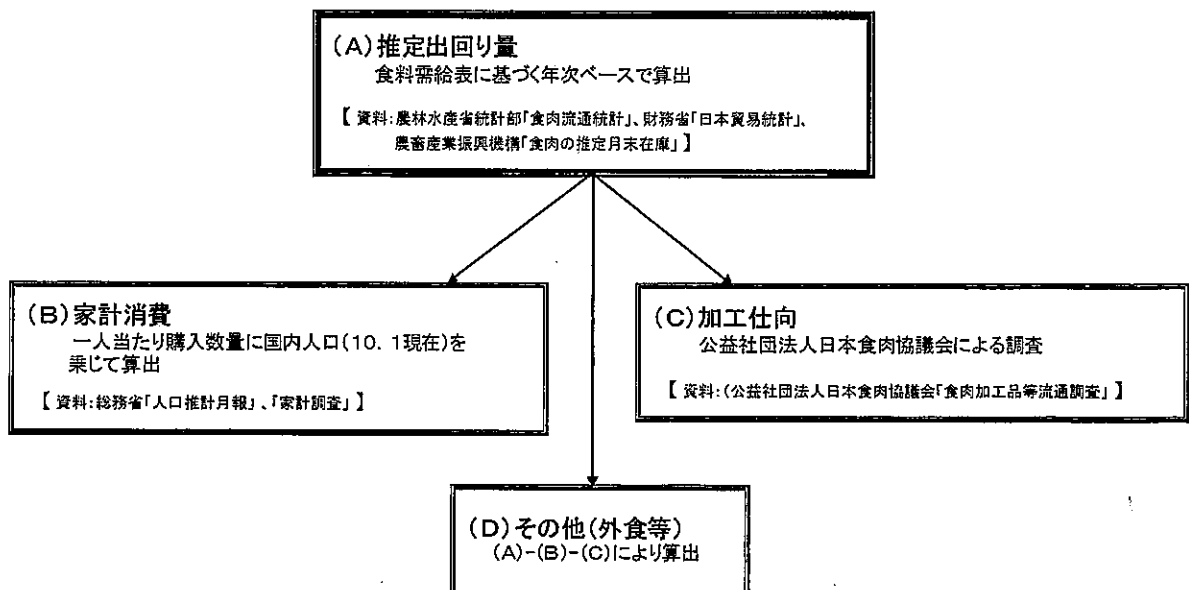 (A)推定出回り量
食料需給表に基づく年次ベースで算出
【 資料:農林水産省統計部「食肉流通統計」、財務省「日本貿易統計」、
農畜産業振興機構「食肉の推定月末在庫」 】
(B)家計消費
一人当たり購入数量に国内人口(10．1現在)を
乗じて算出
【 資料:総務省「人口推計月報」、「家計調査」 】
(C)加工仕向
公益社団法人日本食肉協議会による調査
【 資料:(公益社団法人日本食肉協議会「食肉加工品等流通調査」 】
(D)その他(外食等)
(A)-(B)-(C)により算出